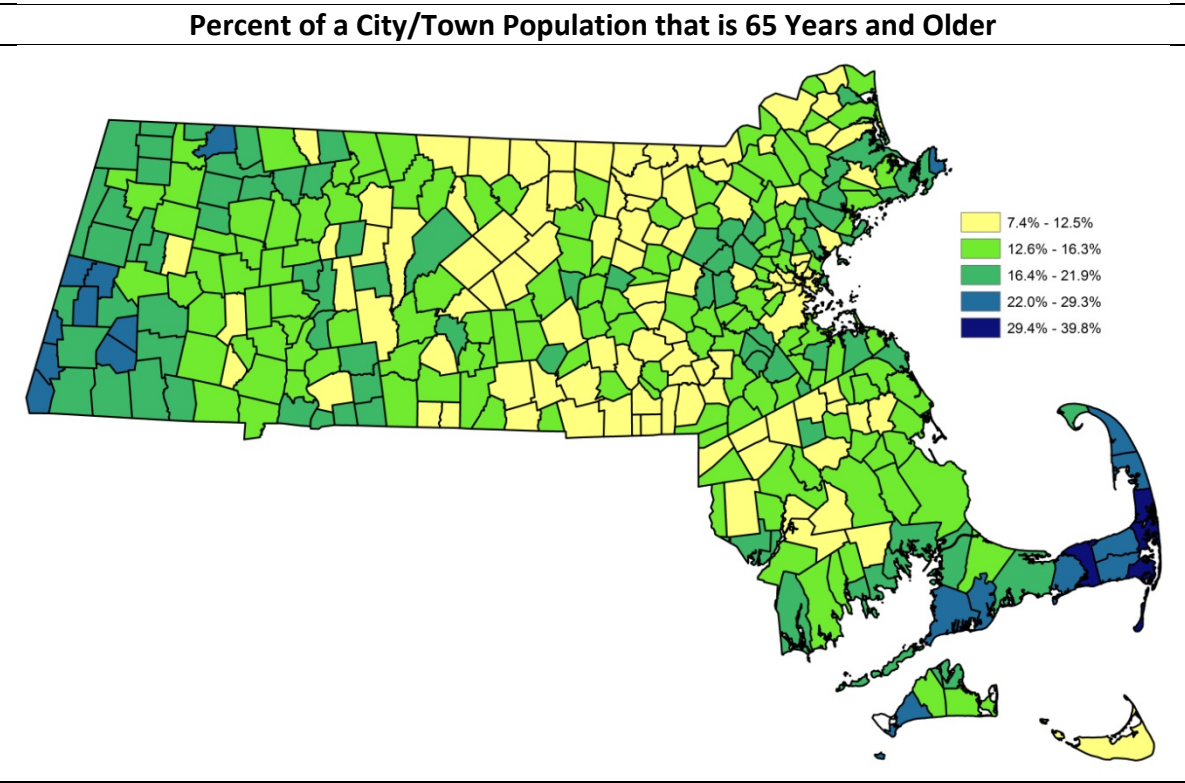 Percent of a City/Town Population that is 65 Years and Older
7.4% - 12.5%
12.6% - 16.3%
16.4% - 21.9%
22.0% - 29.3%
29.4% - 39.8%